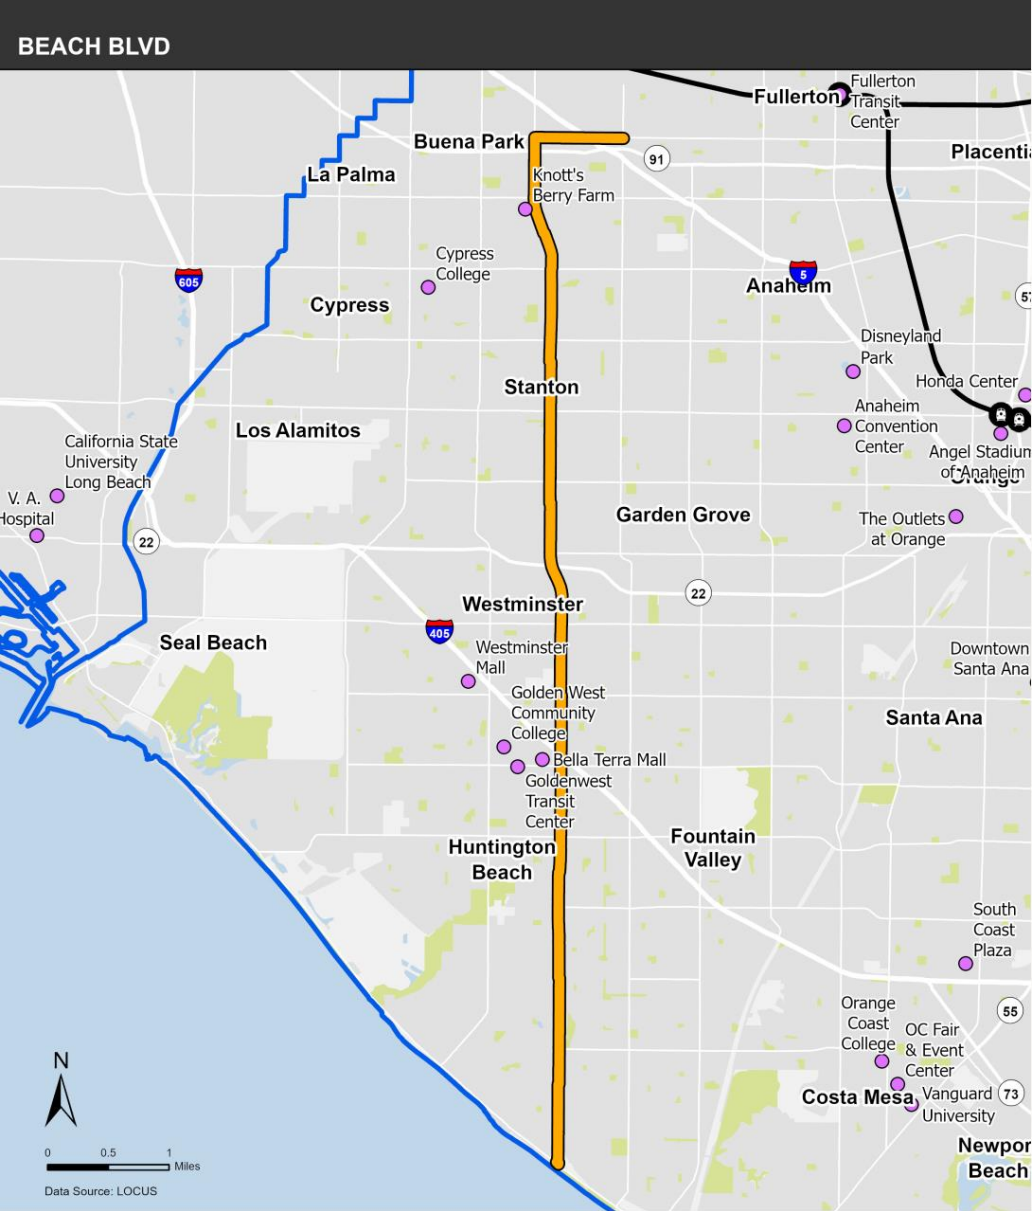 BEACH BLVD
Fullerton
Fullerton
Transit
Center
Buena Park
91
Placentia
La Palma
Knott's
Berry Farm
Cypress
College
605
5
Anaheim
57
Cypress
Disneyland
Park
Honda Center
Stanton
Anaheim
Convention
Center
Los Alamitos
California State
University
Long Beach
Angel Stadium
of Anaheim
Orange
V. A.
Hospital
Garden Grove
The Outlets
at Orange
22
22
Westminster
405
Seal Beach
Westminster
Mall
Downtown
Santa Ana
Golden West
Community
College
Santa Ana
Bella Terra Mall
Goldenwest
Transit
Center
Huntington
Beach
Fountain
Valley
South
Coast
Plaza
Orange
Coast
College
55
OC Fair
& Event
Center
N
Costa Mesa
Vanguard
University
73
0 0.5 1
Miles
Newpor
Beach
Data Source: LOCUS